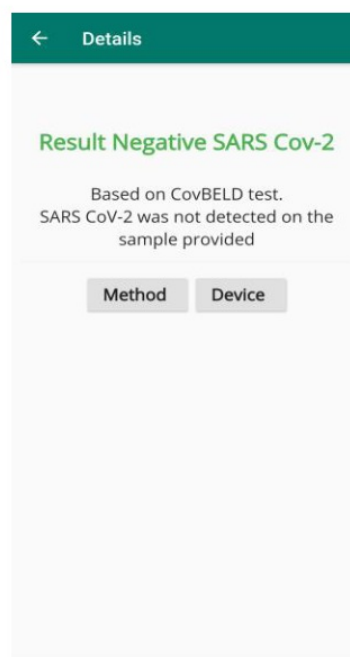 Details
Result Negative SARS Cov-2
Based on CovBELD test.
SARS CoV-2 was not detected on the
sample provided
Method Device